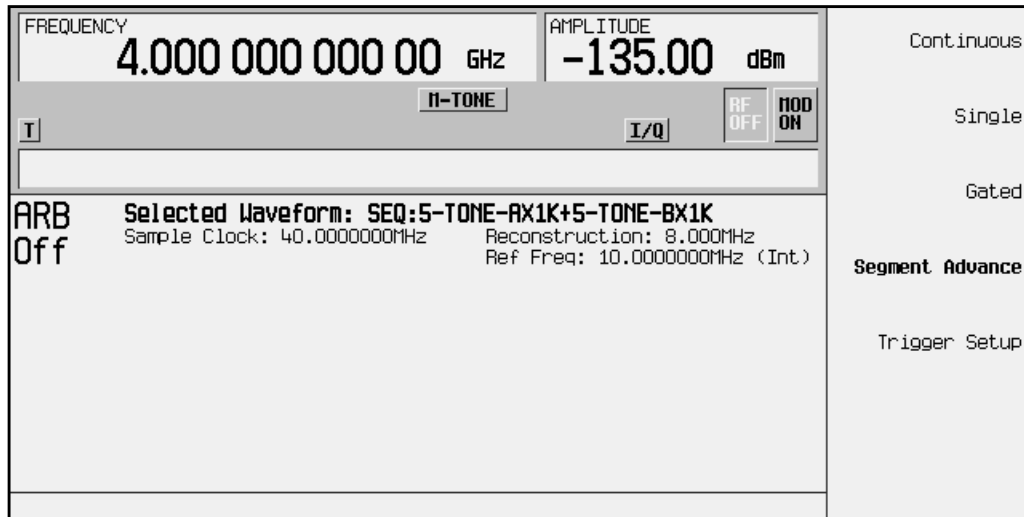 FREQUENCY
4.000 000 000 00 GHz
AMPLITUDE
-135.00 dBm
M-TONE
T
I/Q
RF OFF
MOD ON
ARB Off
Selected Waveform: SEQ:5-TONE-AX1K+5-TONE-BX1K
Sample Clock: 40.0000000MHz Reconstruction: 8.000MHz
Ref Freq: 10.0000000MHz (Int)
Continuous
Single
Gated
Segment Advance
Trigger Setup